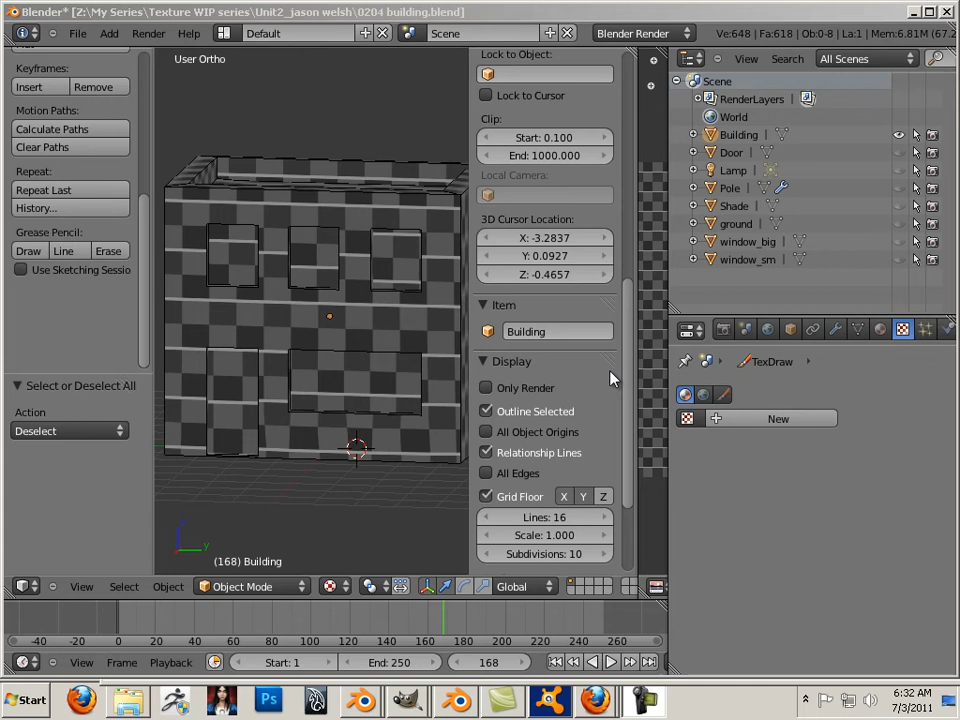 Blender* [Z:\My Series\Texture WIP series\Unit2_jason welsh\0204 building.blend]
File Add Render Help Default Scene Blender Render Ve:648 | Fa:618 | Ob:0-8 | La:1 | Mem:6.81M (67.2
Keyframes:
Insert Remove
Motion Paths:
Calculate Paths
Clear Paths
Repeat:
Repeat Last
History...
Grease Pencil:
Draw Line Erase
Use Sketching Sessio
Select or Deselect All
Action
Deselect
User Ortho
(168) Building
Lock to Object:
Lock to Cursor
Clip:
Start: 0.100
End: 1000.000
Local Camera:
3D Cursor Location:
X: -3.2837
Y: 0.0927
Z: -0.4657
Item
Building
Display
Only Render
Outline Selected
All Object Origins
Relationship Lines
All Edges
Grid Floor X Y Z
Lines: 16
Scale: 1.000
Subdivisions: 10
View Search All Scenes
Scene
RenderLayers
World
Building
Door
Lamp
Pole
Shade
ground
window_big
window_sm
TexDraw
New
View Select Object Object Mode Global
-40 -20 0 20 40 60 80 100 120 140 160 180 200 220 240 260
View Frame Playback Start: 1 End: 250 168
Start Ps 6:32 AM
7/3/2011